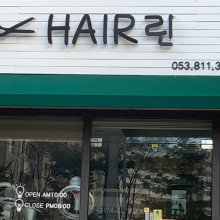 HAIR린
053.811.3
OPEN AM10:00
CLOSE PM08:00